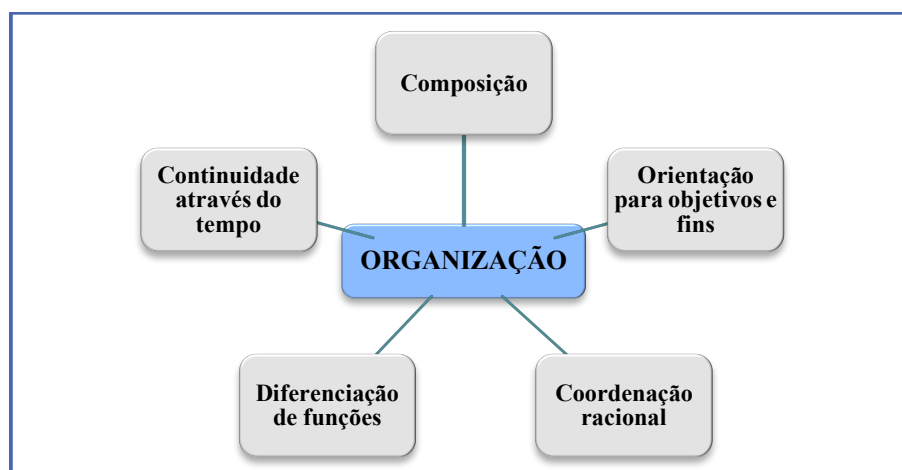 Composição
Continuidade
através do
tempo
Orientação
para objetivos e
fins
ORGANIZAÇÃO
Diferenciação
de funções
Coordenação
racional